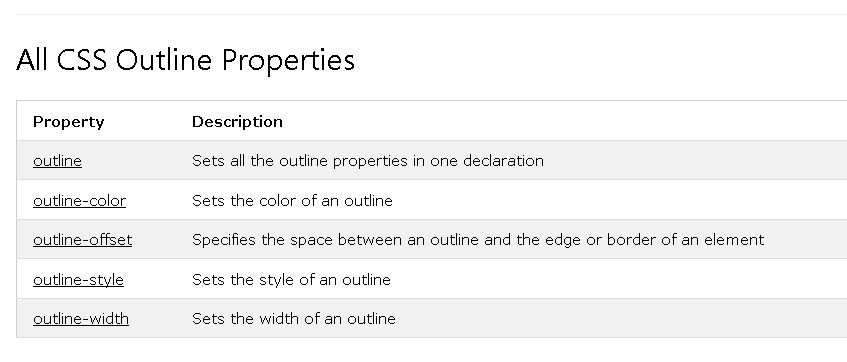 All CSS Outline Properties
Property Description
outline Sets all the outline properties in one declaration
outline-color Sets the color of an outline
outline-offset Specifies the space between an outline and the edge or border of an element
outline-style Sets the style of an outline
outline-width Sets the width of an outline